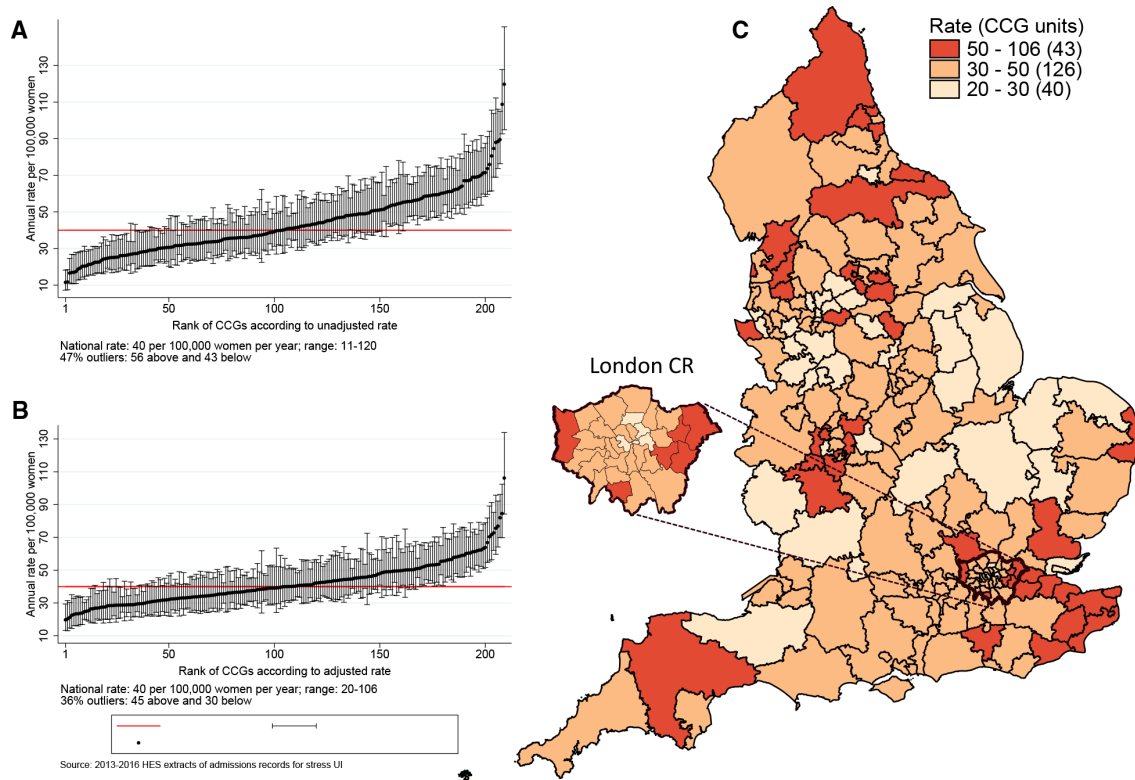 A
Annual rate per 100,000 women
130
110
90
70
50
30
10
1
50
100
150
200
Rank of CCGs according to unadjusted rate
National rate: 40 per 100,000 women per year; range: 11-120
47% outliers: 56 above and 43 below
B
Annual rate per 100,000 women
130
110
90
70
50
30
10
1
50
100
150
200
Rank of CCGs according to adjusted rate
National rate: 40 per 100,000 women per year; range: 20-106
36% outliers: 45 above and 30 below
Source: 2013-2016 HES extracts of admissions records for stress UI
C
Rate (CCG units)
50 - 106 (43)
30 - 50 (126)
20 - 30 (40)
London CR